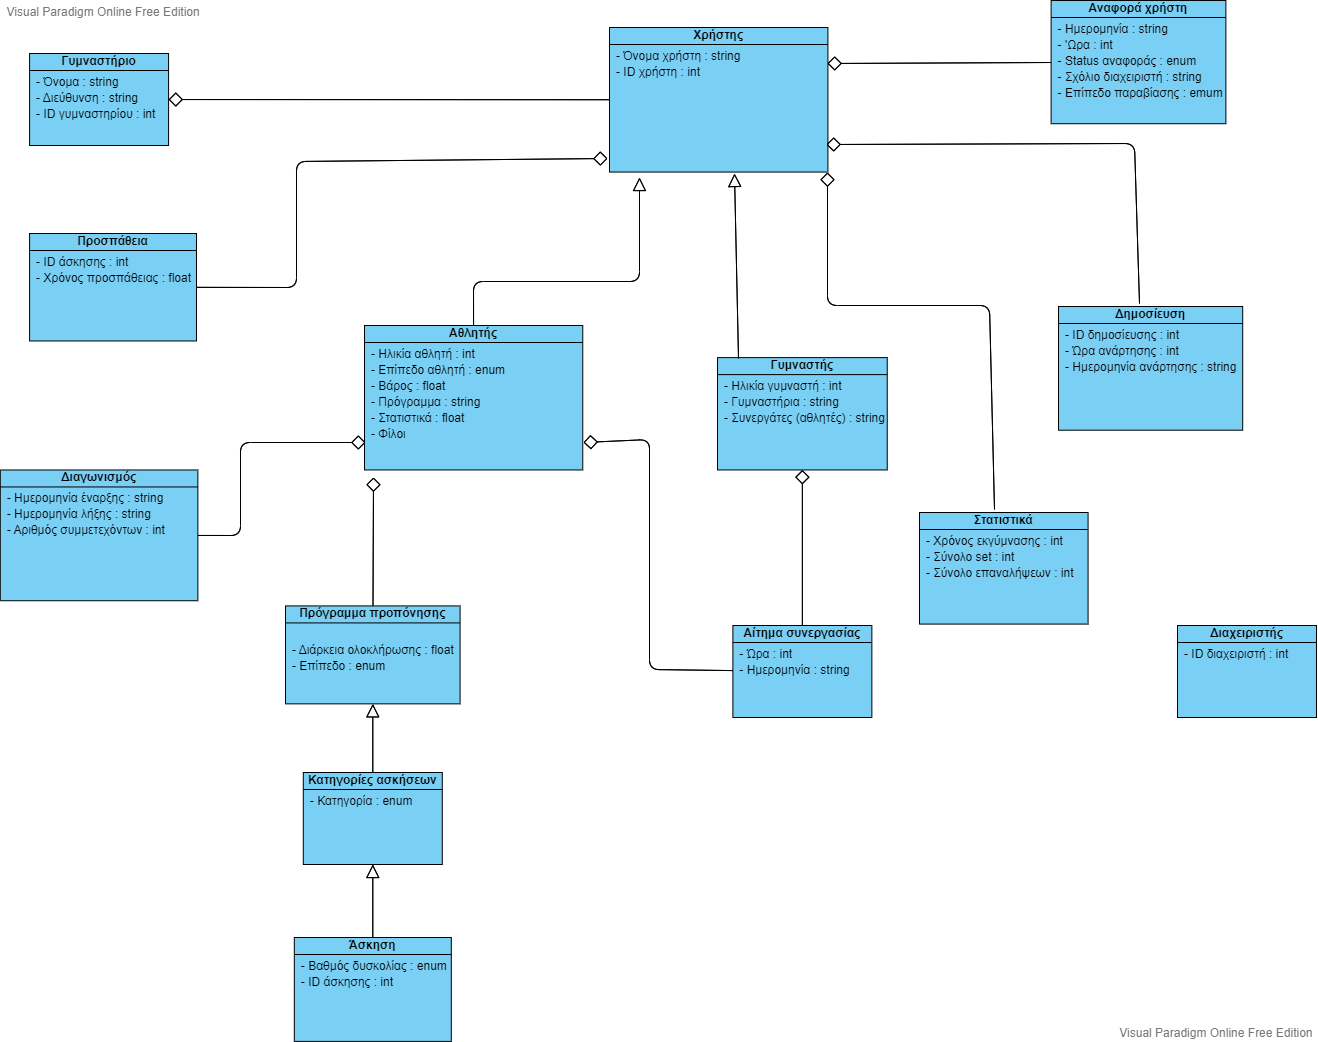 Visual Paradigm Online Free Edition
Γυμναστήριο
- Όνομα : string
- Διεύθυνση : string
- ID γυμναστηρίου : int
Χρήστης
- Όνομα χρήστη : string
- ID χρήστη : int
Αναφορά χρήστη
- Ημερομηνία : string
- 'Ωρα : int
- Status αναφοράς : enum
- Σχόλιο διαχειριστή : string
- Επίπεδο παραβίασης : emum
Προσπάθεια
- ID άσκησης : int
- Χρόνος προσπάθειας : float
Αθλητής
- Ηλικία αθλητή : int
- Επίπεδο αθλητή : enum
- Βάρος : float
- Πρόγραμμα : string
- Στατιστικά : float
- Φίλοι
Γυμναστής
- Ηλικία γυμναστή : int
- Γυμναστήρια : string
- Συνεργάτες (αθλητές) : string
Δημοσίευση
- ID δημοσίευσης : int
- Ώρα ανάρτησης : int
- Ημερομηνία ανάρτησης : string
Διαγωνισμός
- Ημερομηνία έναρξης : string
- Ημερομηνία λήξης : string
- Αριθμός συμμετεχόντων : int
Στατιστικά
- Χρόνος εκγύμνασης : int
- Σύνολο set : int
- Σύνολο επαναλήψεων : int
Πρόγραμμα προπόνησης
- Διάρκεια ολοκλήρωσης : float
- Επίπεδο : enum
Αίτημα συνεργασίας
- Ώρα : int
- Ημερομηνία : string
Διαχειριστής
- ID διαχειριστή : int
Κατηγορίες ασκήσεων
- Κατηγορία : enum
Άσκηση
- Βαθμός δυσκολίας : enum
- ID άσκησης : int
Visual Paradigm Online Free Edition